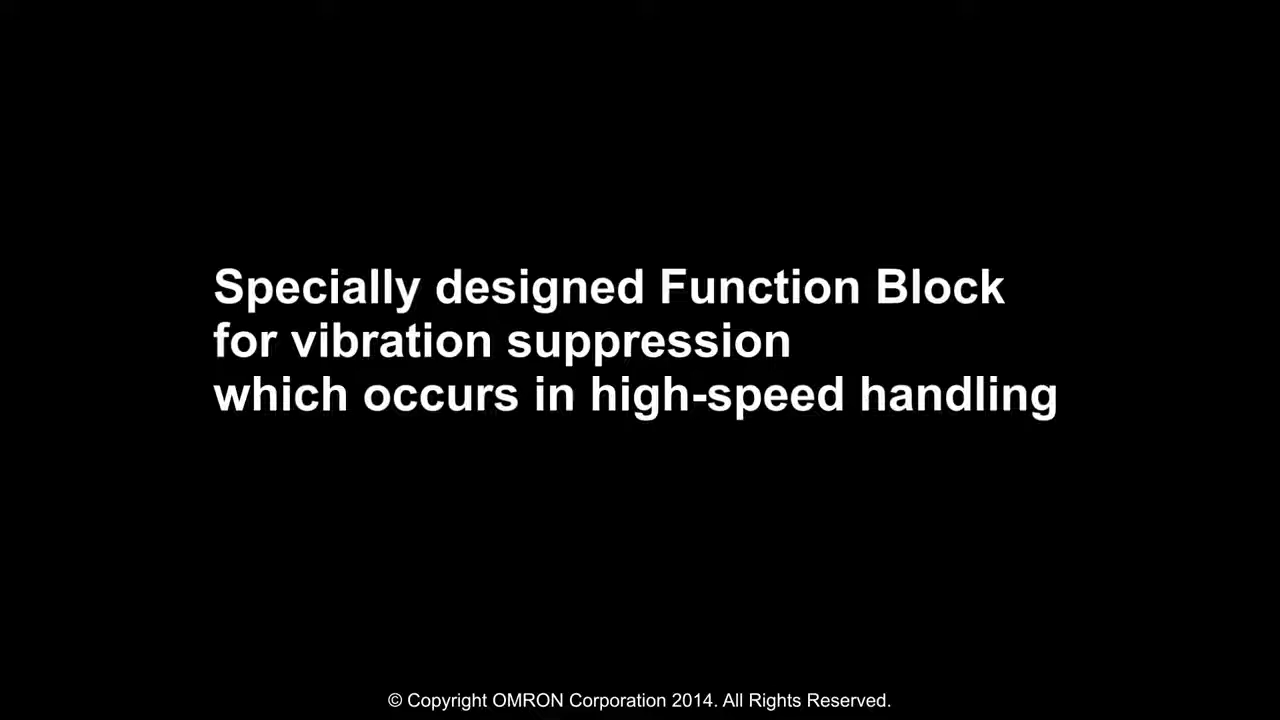 Specially designed Function Block
for vibration suppression
which occurs in high-speed handling
© Copyright OMRON Corporation 2014. All Rights Reserved.